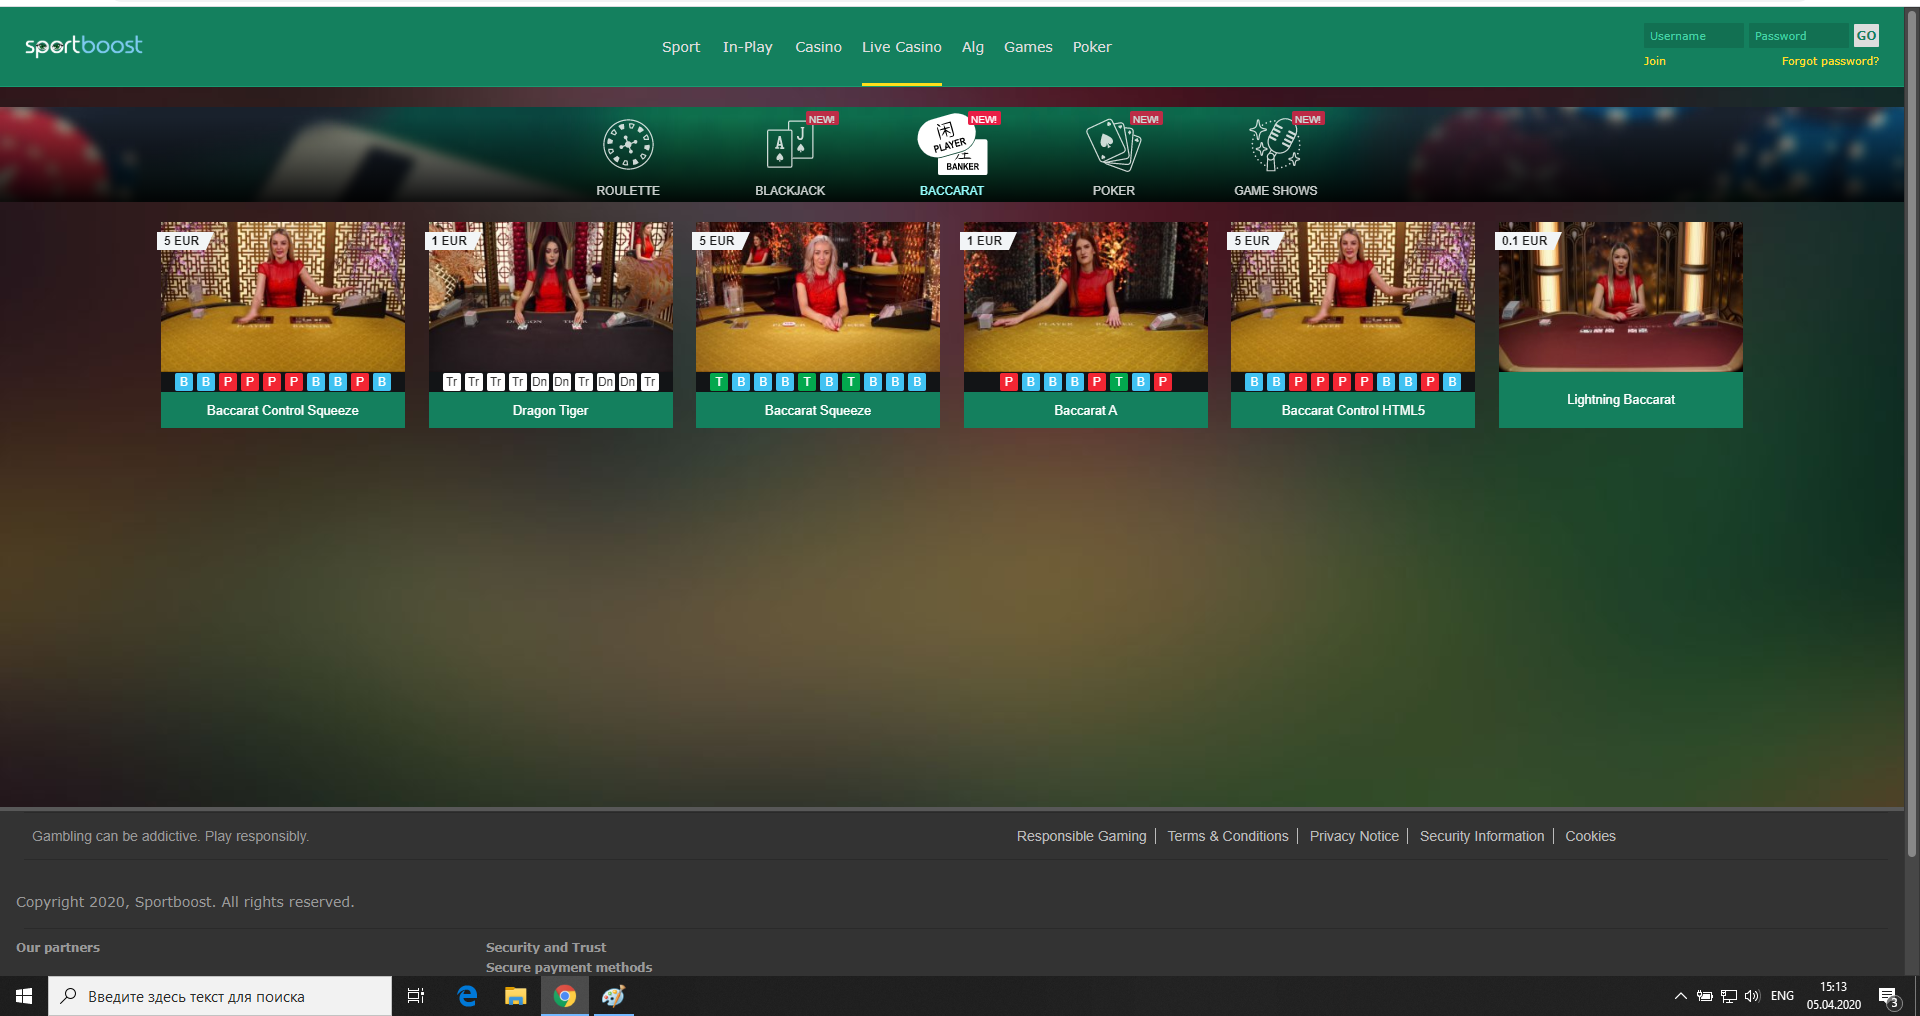 sportboost
Sport In-Play Casino Live Casino Alg Games Poker
Username Password GO
Join Forgot password?
NEW! NEW! NEW! NEW!
A J 闲 PLAYER BANKER
ROULETTE BLACKJACK BACCARAT POKER GAME SHOWS
5 EUR 1 EUR 5 EUR 1 EUR 5 EUR 0.1 EUR
B B P P P P B B P B
Tr Tr Tr Tr Dn Dn Tr Dn Dn Tr
T B B B T B T B B B
P B B B P T B P
B B P P P P B B P B
Baccarat Control Squeeze Dragon Tiger Baccarat Squeeze Baccarat A Baccarat Control HTML5 Lightning Baccarat
Gambling can be addictive. Play responsibly.
Responsible Gaming | Terms & Conditions | Privacy Notice | Security Information | Cookies
Copyright 2020, Sportboost. All rights reserved.
Our partners Security and Trust
Secure payment methods
Введите здесь текст для поиска
ENG 15:13
05.04.2020 3